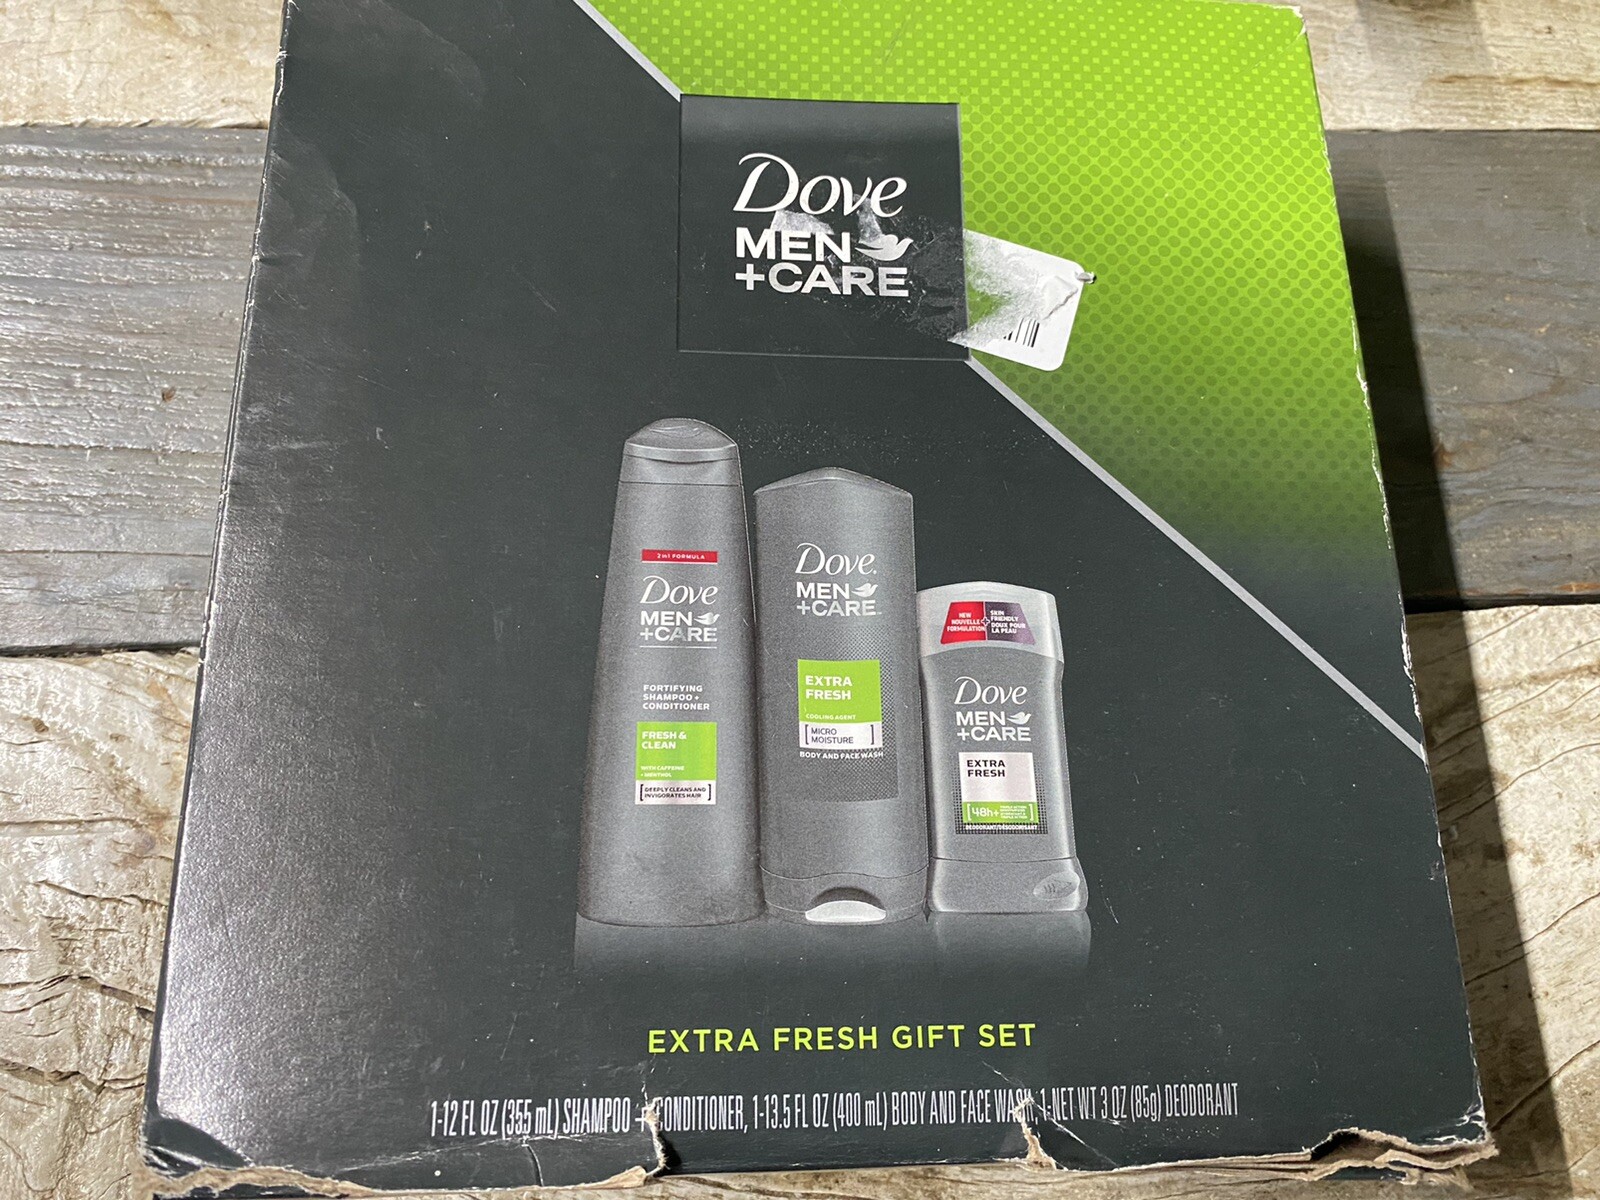 Dove
MEN
+CARE
2in1 FORMULA
Dove
MEN
+CARE
FORTIFYING
SHAMPOO+
CONDITIONER
FRESH &
CLEAN
WITH CAFFEINE
+ MENTHOL
[DEEPLY CLEANS AND
INVIGORATES HAIR]
Dove.
MEN
+CARE
EXTRA
FRESH
COOLING AGENT
[MICRO
MOISTURE]
BODY AND FACE WASH
NEW
NOUVELLE
FORMULATION
+
SKIN
FRIENDLY
DOUX POUR
LA PEAU
Dove
MEN
+CARE
EXTRA
FRESH
[48h+
EXTRA FRESH GIFT SET
1-12 FL OZ (355 mL) SHAMPOO + CONDITIONER, 1-13.5 FL OZ (400 mL) BODY AND FACE WASH, 1-NET WT 3 OZ (85g) DEODORANT